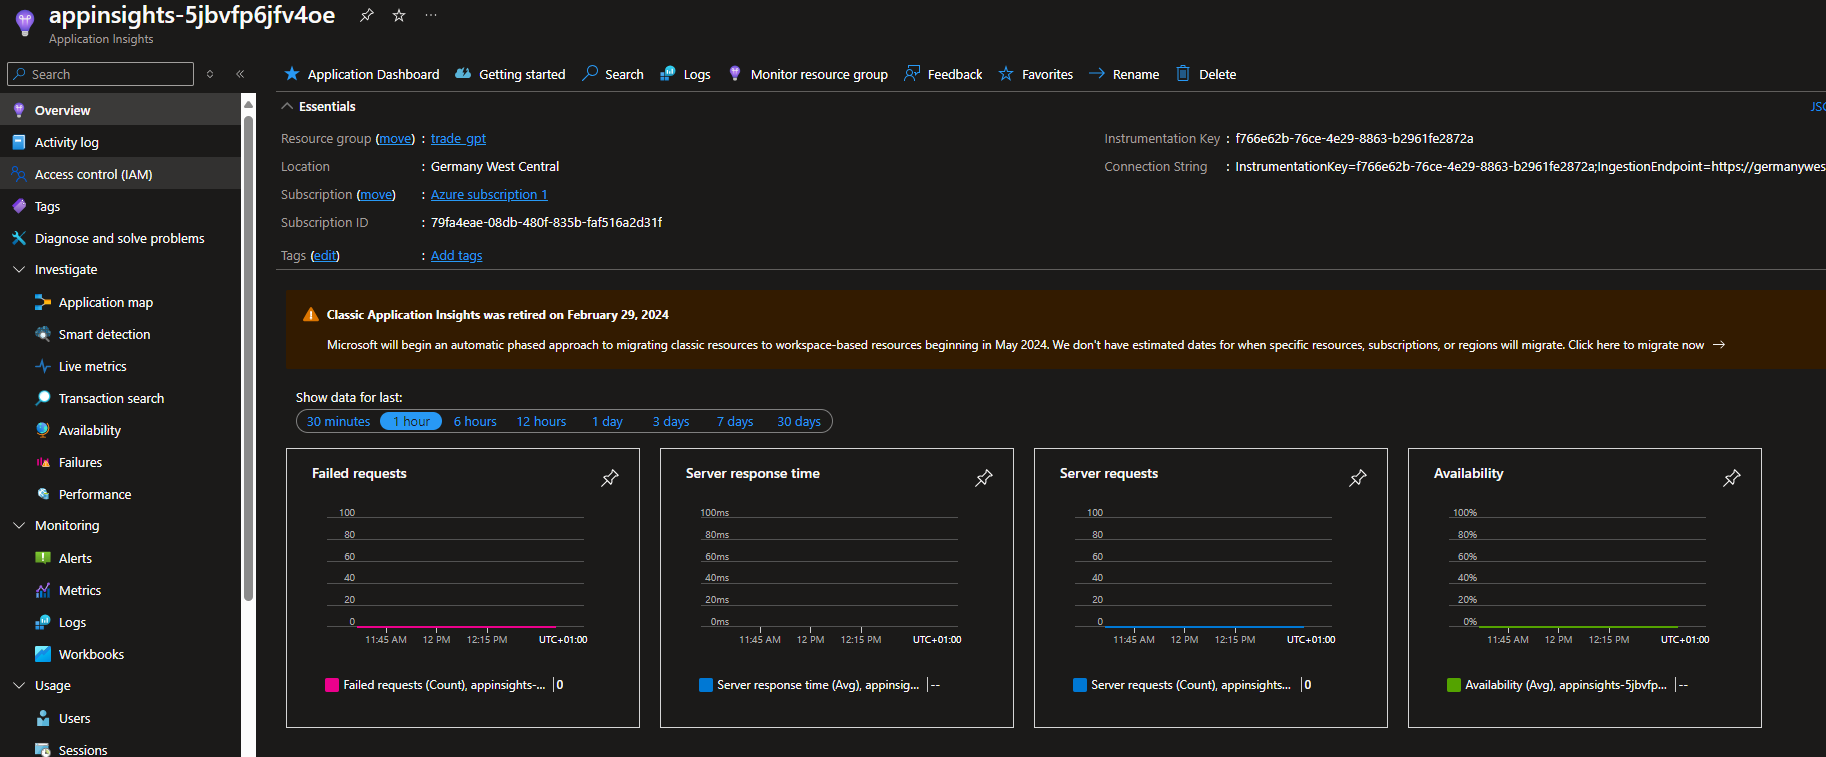 appinsights-5jbvfp6jfv4oe
Application Insights
Search
Overview
Activity log
Access control (IAM)
Tags
Diagnose and solve problems
Investigate
Application map
Smart detection
Live metrics
Transaction search
Availability
Failures
Performance
Monitoring
Alerts
Metrics
Logs
Workbooks
Usage
Users
Sessions
Application Dashboard Getting started Search Logs Monitor resource group Feedback Favorites Rename Delete
Essentials
JSO
Resource group (move) : trade_gpt
Location : Germany West Central
Subscription (move) : Azure subscription 1
Subscription ID : 79fa4eae-08db-480f-835b-faf516a2d31f
Tags (edit) : Add tags
Instrumentation Key : f766e62b-76ce-4e29-8863-b2961fe2872a
Connection String : InstrumentationKey=f766e62b-76ce-4e29-8863-b2961fe2872a;IngestionEndpoint=https://germanywes
Classic Application Insights was retired on February 29, 2024
Microsoft will begin an automatic phased approach to migrating classic resources to workspace-based resources beginning in May 2024. We don't have estimated dates for when specific resources, subscriptions, or regions will migrate. Click here to migrate now →
Show data for last:
30 minutes 1 hour 6 hours 12 hours 1 day 3 days 7 days 30 days
Failed requests
100
80
60
40
20
0
11:45 AM 12 PM 12:15 PM UTC+01:00
Failed requests (Count), appinsights-... 0
Server response time
100ms
80ms
60ms
40ms
20ms
0ms
11:45 AM 12 PM 12:15 PM UTC+01:00
Server response time (Avg), appinsig... --
Server requests
100
80
60
40
20
0
11:45 AM 12 PM 12:15 PM UTC+01:00
Server requests (Count), appinsights... 0
Availability
100%
80%
60%
40%
20%
0%
11:45 AM 12 PM 12:15 PM UTC+01:00
Availability (Avg), appinsights-5jbvfp... --